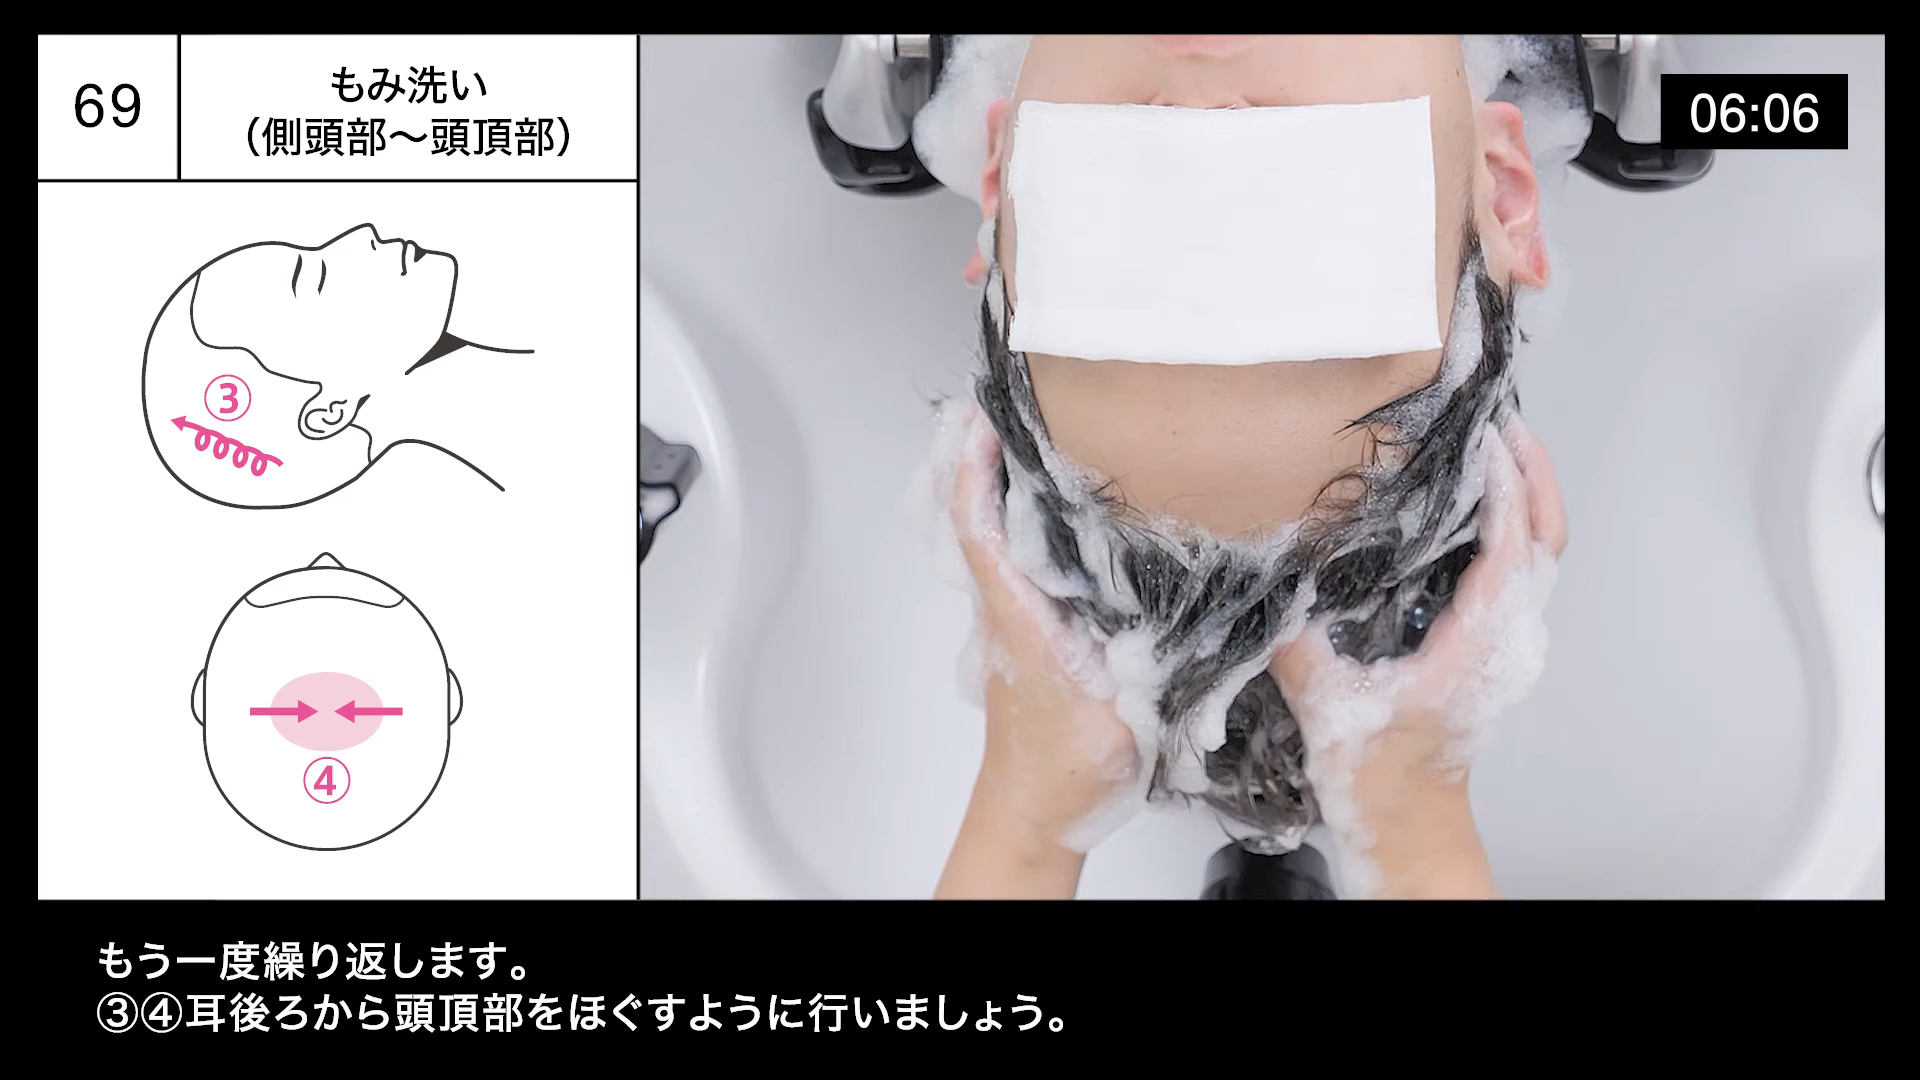 69
もみ洗い
（側頭部〜頭頂部）
06:06
③
④
もう一度繰り返します。
③④耳後ろから頭頂部をほぐすように行いましょう。